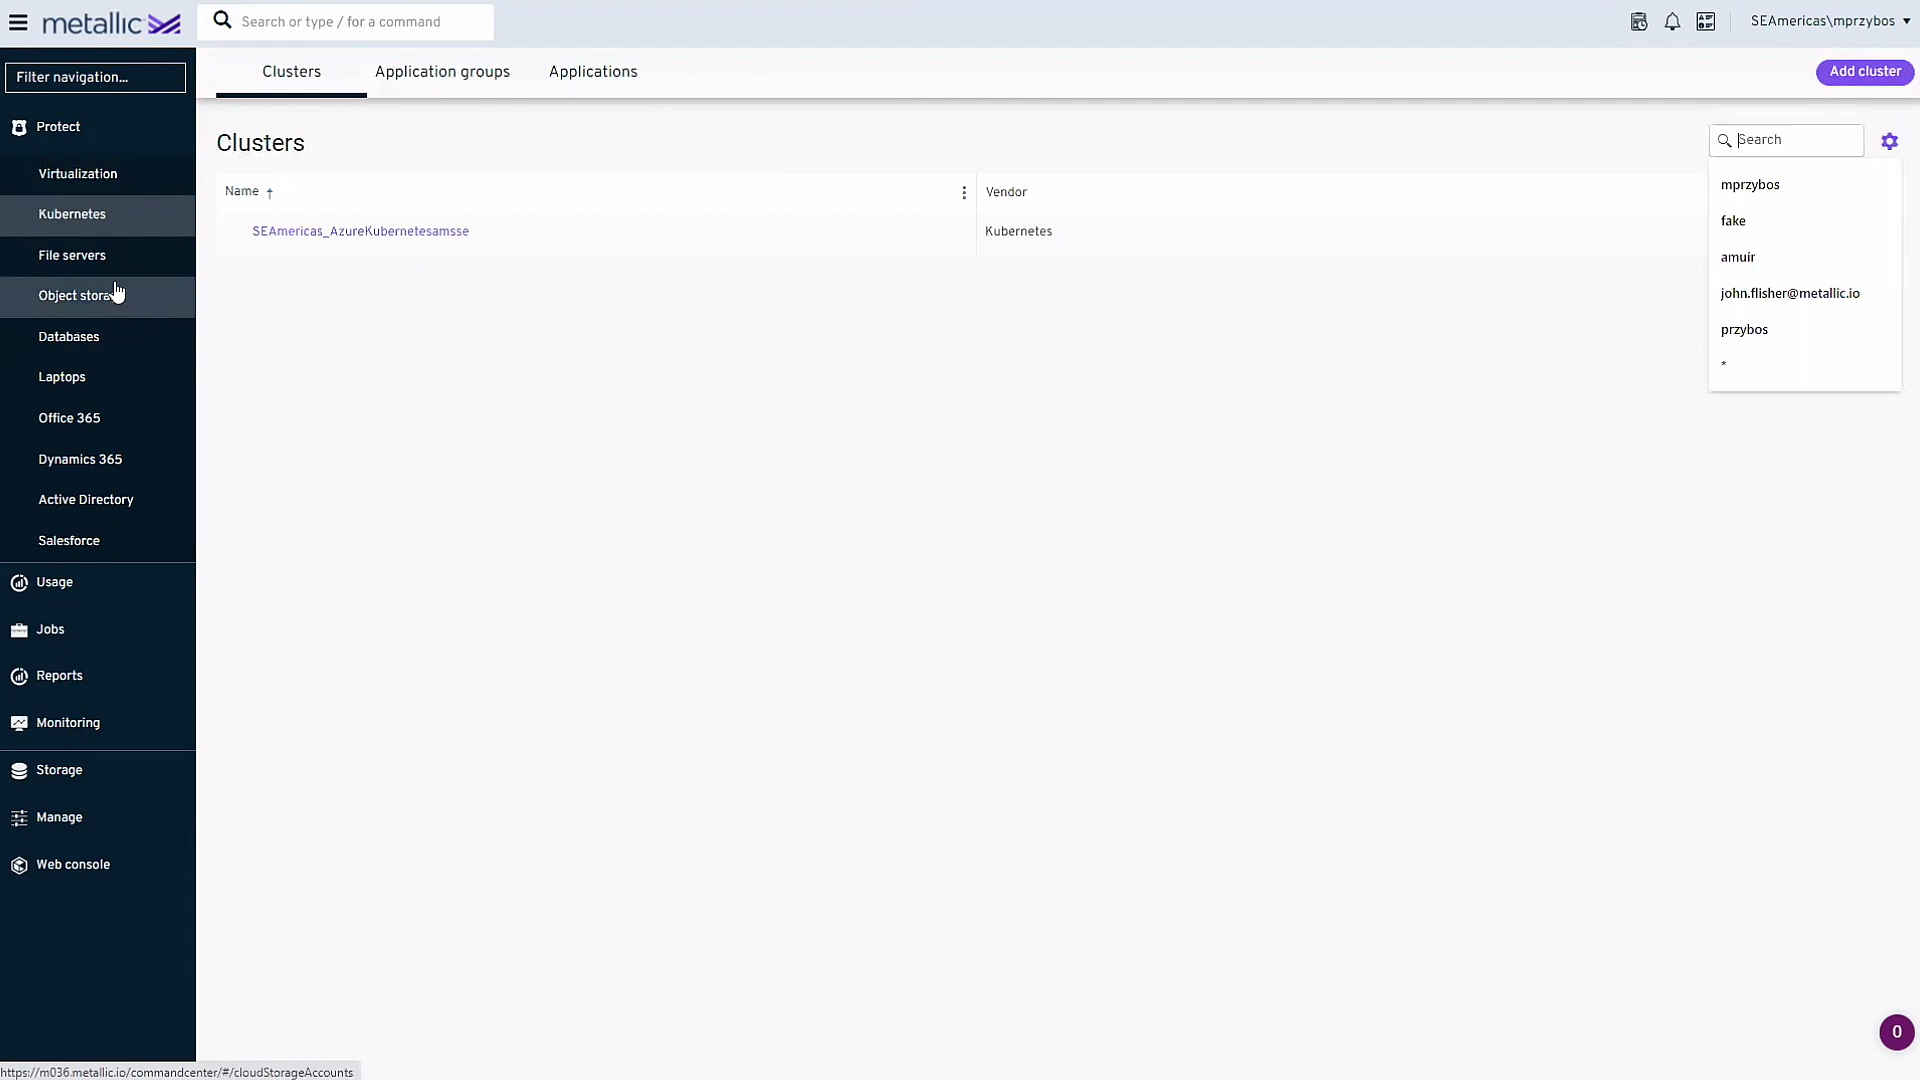 metallic
Search or type / for a command
SEAmericas\mprzybos
Filter navigation...
Protect
Virtualization
Kubernetes
File servers
Object stora
Databases
Laptops
Office 365
Dynamics 365
Active Directory
Salesforce
Usage
Jobs
Reports
Monitoring
Storage
Manage
Web console
Clusters
Application groups
Applications
Add cluster
Clusters
Search
Name ↑
Vendor
SEAmericas_AzureKubernetesamsse
Kubernetes
mprzybos
fake
amuir
john.flisher@metallic.io
przybos
*
0
https://m036.metallic.io/commandcenter/#/cloudStorageAccounts